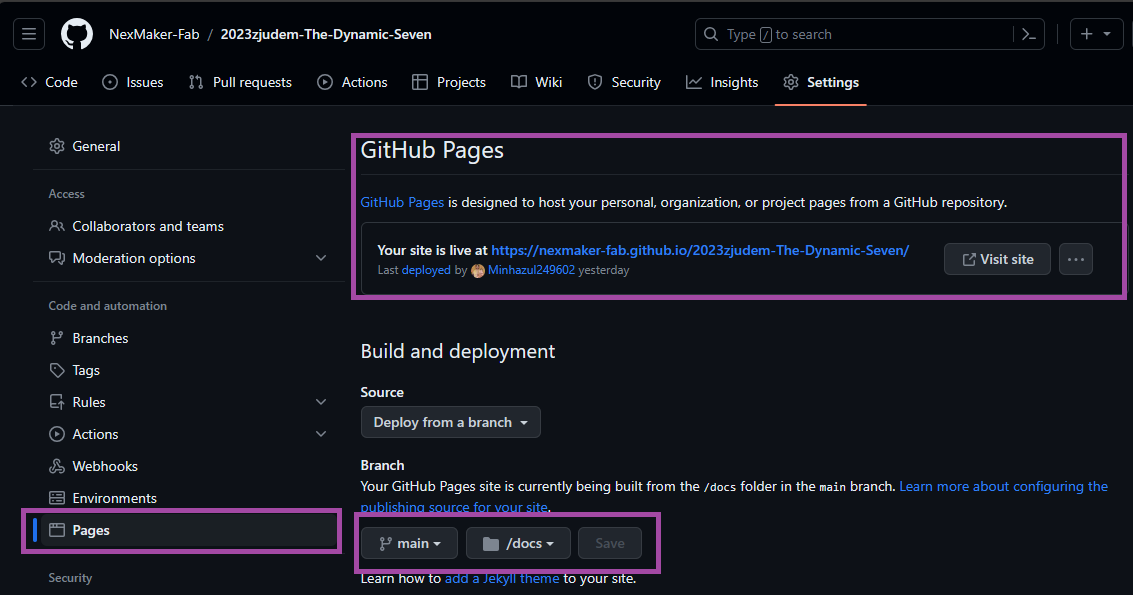 NexMaker-Fab / 2023zjudem-The-Dynamic-Seven
Type / to search
Code Issues Pull requests Actions Projects Wiki Security Insights Settings
General
Access
Collaborators and teams
Moderation options
Code and automation
Branches
Tags
Rules
Actions
Webhooks
Environments
Pages
Security
GitHub Pages
GitHub Pages is designed to host your personal, organization, or project pages from a GitHub repository.
Your site is live at https://nexmaker-fab.github.io/2023zjudem-The-Dynamic-Seven/
Last deployed by Minhazul249602 yesterday
Visit site
Build and deployment
Source
Deploy from a branch
Branch
Your GitHub Pages site is currently being built from the /docs folder in the main branch. Learn more about configuring the
publishing source for your site.
main /docs Save
Learn how to add a Jekyll theme to your site.